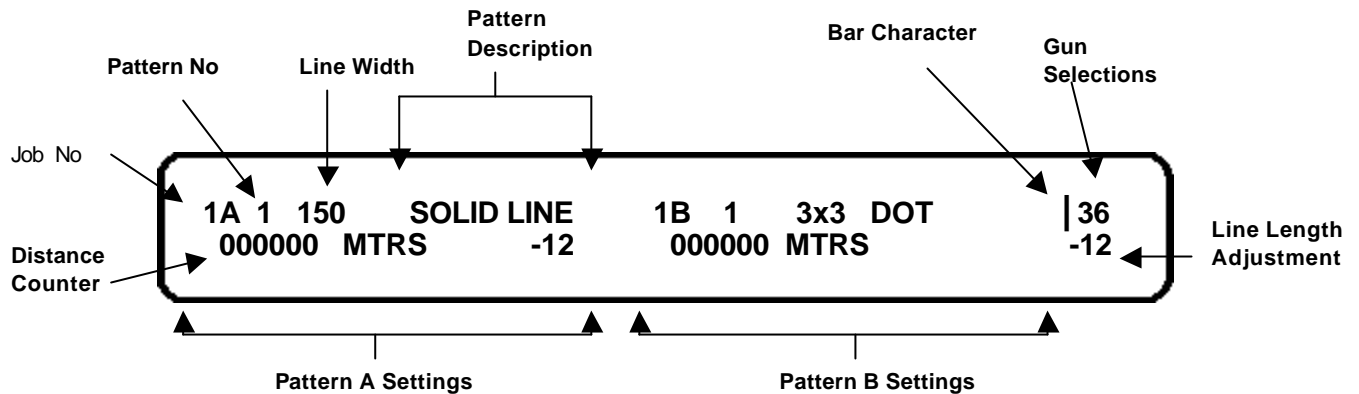 Pattern
Description
Bar Character
Gun
Selections
Pattern No
Line Width
Job No
1A 1 150 SOLID LINE 1B 1 3x3 DOT |36
000000 MTRS -12 000000 MTRS -12
Distance
Counter
Line Length
Adjustment
Pattern A Settings
Pattern B Settings